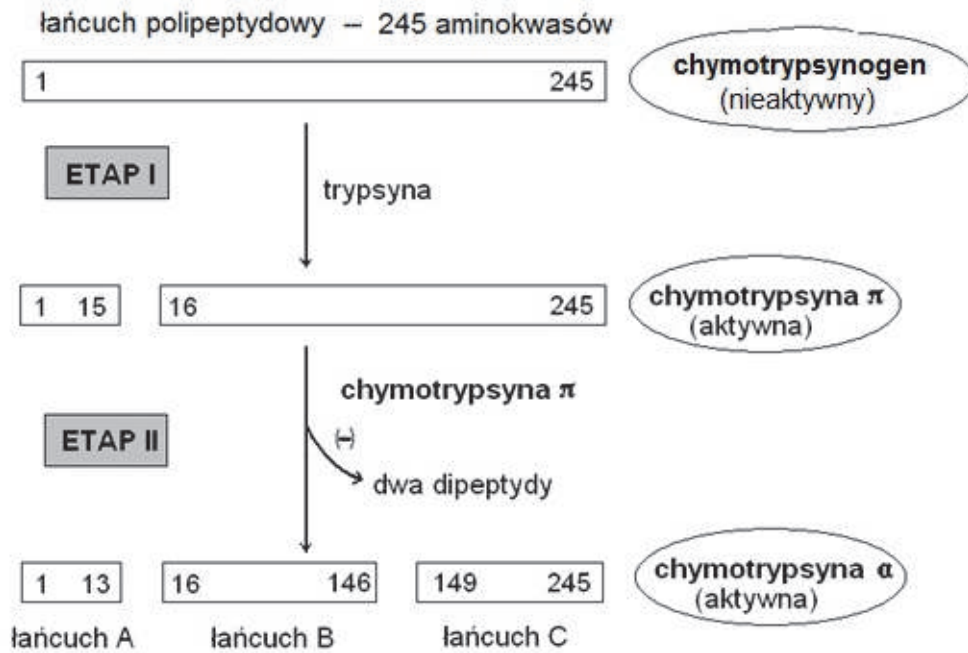 łańcuch polipeptydowy – 245 aminokwasów
1 245
chymotrypsynogen
(nieaktywny)
ETAP I
trypsyna
1 15 16 245
chymotrypsyna π
(aktywna)
chymotrypsyna π
ETAP II
(–)
dwa dipeptydy
1 13 16 146 149 245
chymotrypsyna α
(aktywna)
łańcuch A łańcuch B łańcuch C